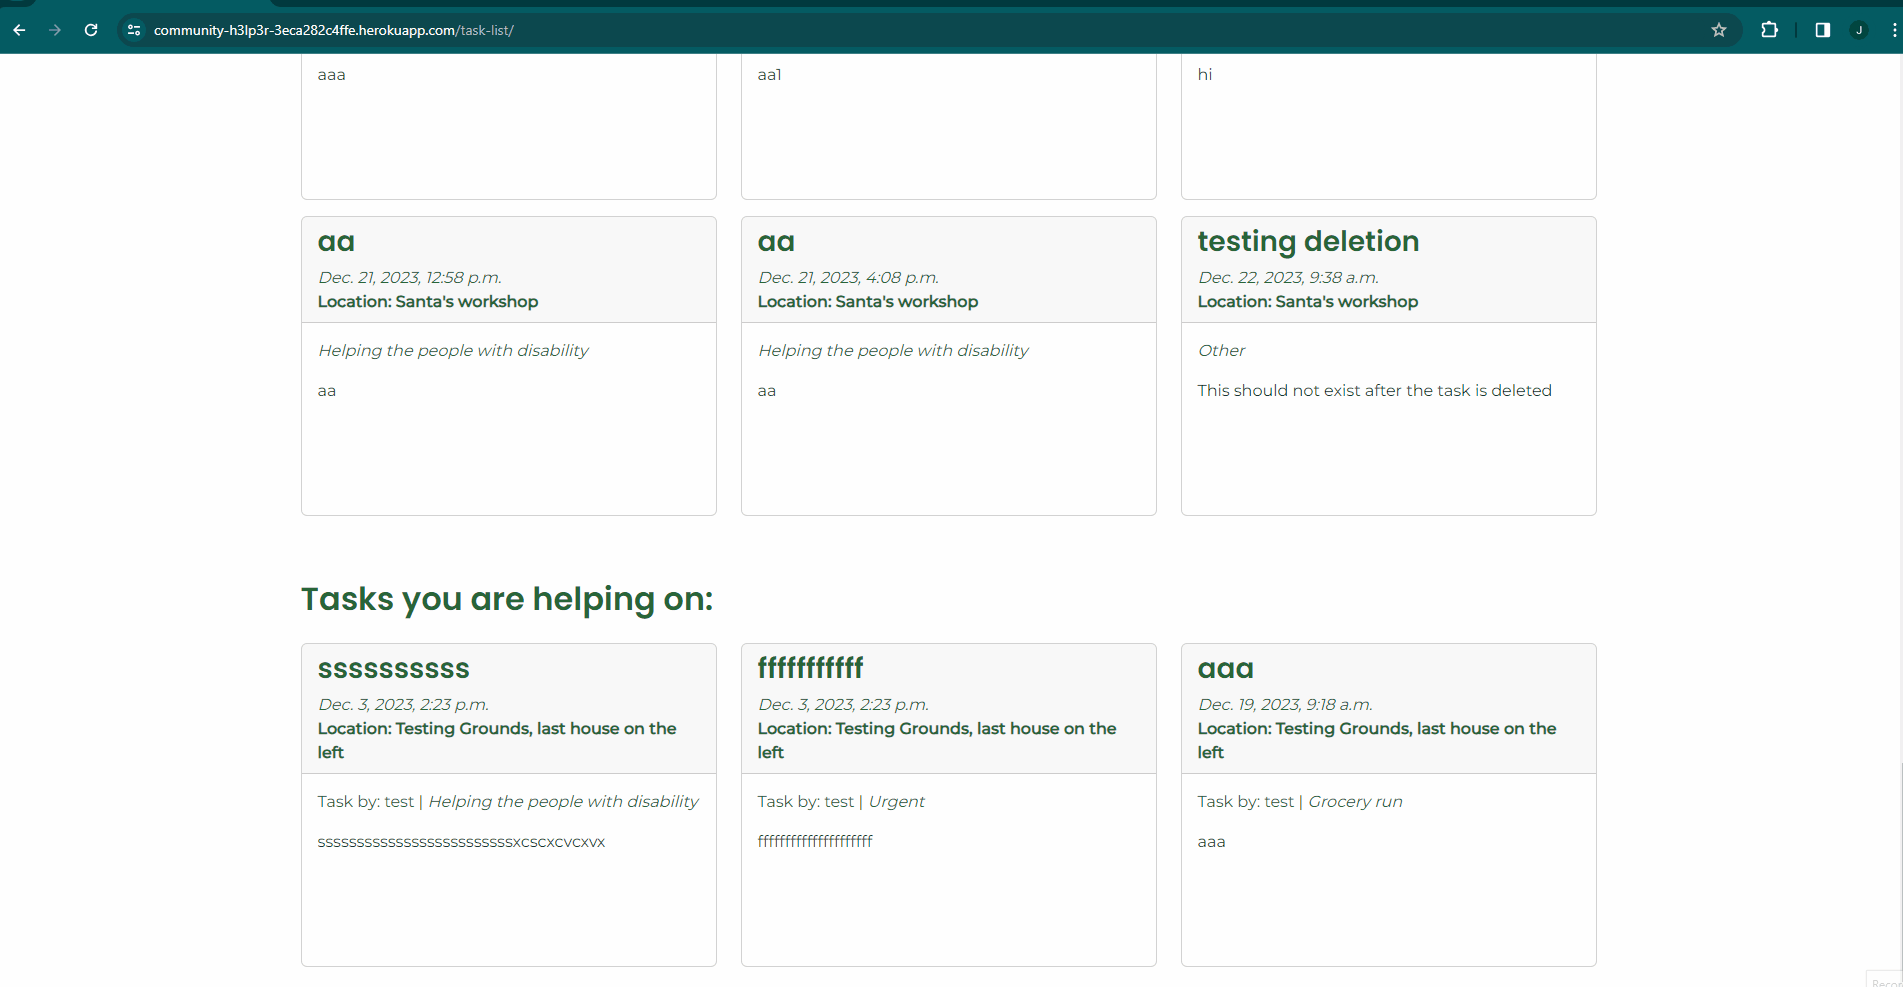 community-h3lp3r-3eca282c4ffe.herokuapp.com/task-list/
J
aaa
aa1
hi
aa
Dec. 21, 2023, 12:58 p.m.
Location: Santa's workshop
Helping the people with disability
aa
aa
Dec. 21, 2023, 4:08 p.m.
Location: Santa's workshop
Helping the people with disability
aa
testing deletion
Dec. 22, 2023, 9:38 a.m.
Location: Santa's workshop
Other
This should not exist after the task is deleted
Tasks you are helping on:
ssssssssss
Dec. 3, 2023, 2:23 p.m.
Location: Testing Grounds, last house on the
left
Task by: test | Helping the people with disability
ssssssssssssssssssssssssssxcscxcvcxvx
fffffffffff
Dec. 3, 2023, 2:23 p.m.
Location: Testing Grounds, last house on the
left
Task by: test | Urgent
fffffffffffffffffffff
aaa
Dec. 19, 2023, 9:18 a.m.
Location: Testing Grounds, last house on the
left
Task by: test | Grocery run
aaa